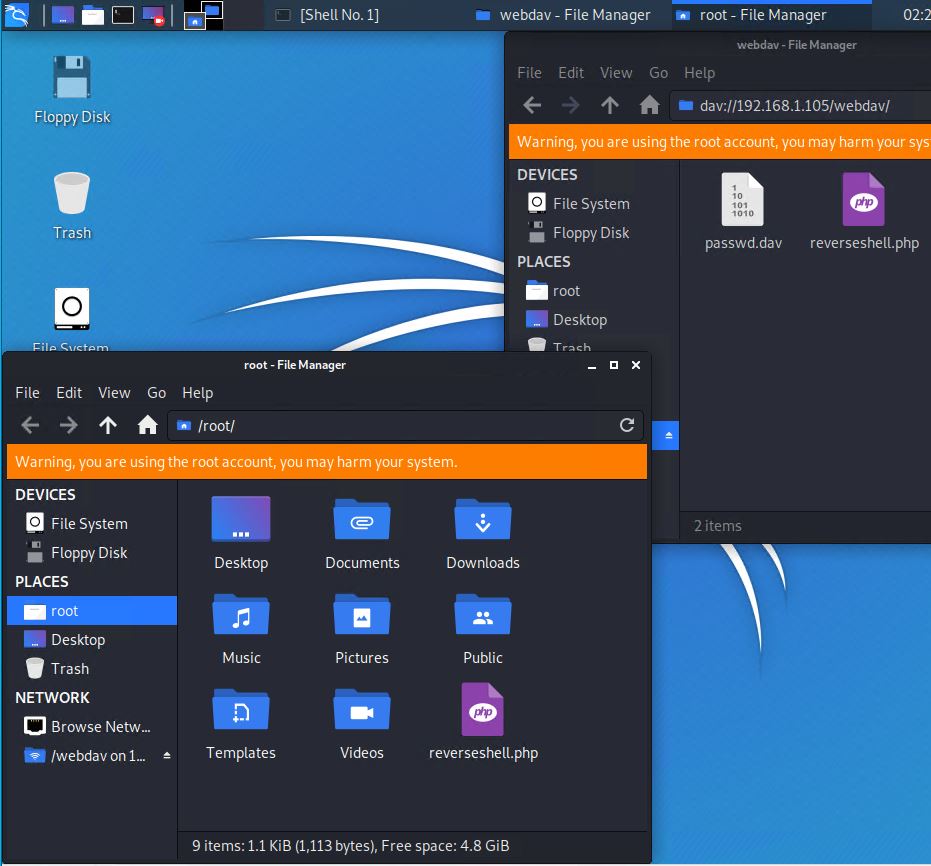 [Shell No. 1]
webdav - File Manager
root - File Manager
02:2
Floppy Disk
Trash
File System
webdav - File Manager
File Edit View Go Help
dav://192.168.1.105/webdav/
Warning, you are using the root account, you may harm your sys
DEVICES
File System
Floppy Disk
PLACES
root
Desktop
Trash
1
10
101
1010
passwd.dav
php
reverseshell.php
2 items
root - File Manager
File Edit View Go Help
/root/
Warning, you are using the root account, you may harm your system.
DEVICES
File System
Floppy Disk
PLACES
root
Desktop
Trash
NETWORK
Browse Netw...
/webdav on 1...
Desktop
Documents
Downloads
Music
Pictures
Public
Templates
Videos
php
reverseshell.php
9 items: 1.1 KiB (1,113 bytes), Free space: 4.8 GiB